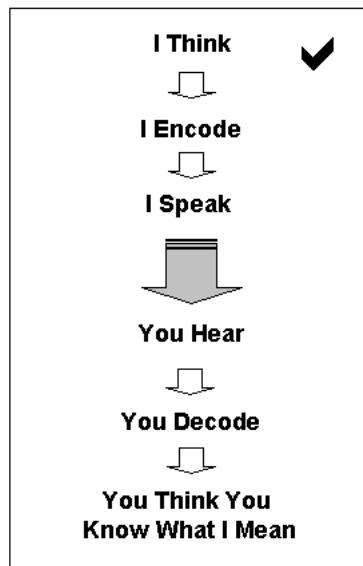 I Think
I Encode
I Speak
You Hear
You Decode
You Think You
Know What I Mean